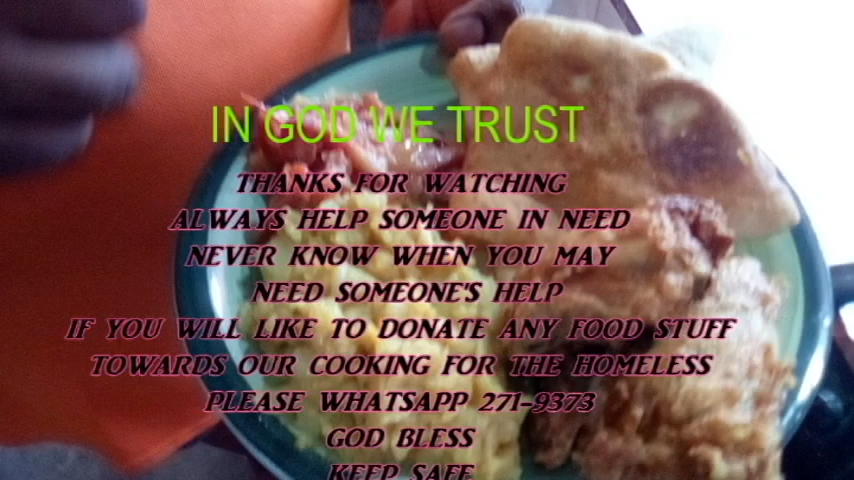 IN GOD WE TRUST
THANKS FOR WATCHING
ALWAYS HELP SOMEONE IN NEED
NEVER KNOW WHEN YOU MAY
NEED SOMEONE'S HELP
IF YOU WILL LIKE TO DONATE ANY FOOD STUFF
TOWARDS OUR COOKING FOR THE HOMELESS
PLEASE WHATSAPP 271-9373
GOD BLESS
KEEP SAFE